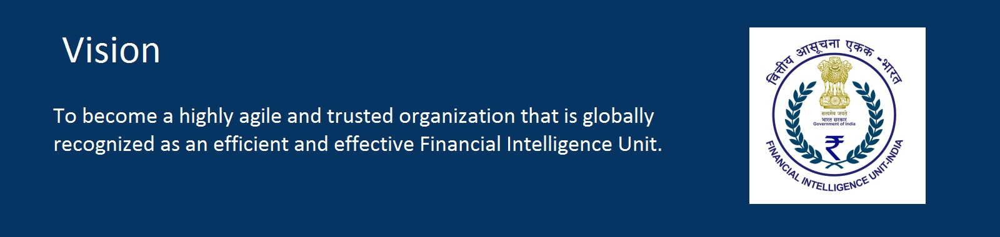 Vision
To become a highly agile and trusted organization that is globally
recognized as an efficient and effective Financial Intelligence Unit.
वित्तीय आसूचना एकक -भारत
सत्यमेव जयते
भारत सरकार
Government of India
FINANCIAL INTELLIGENCE UNIT-INDIA